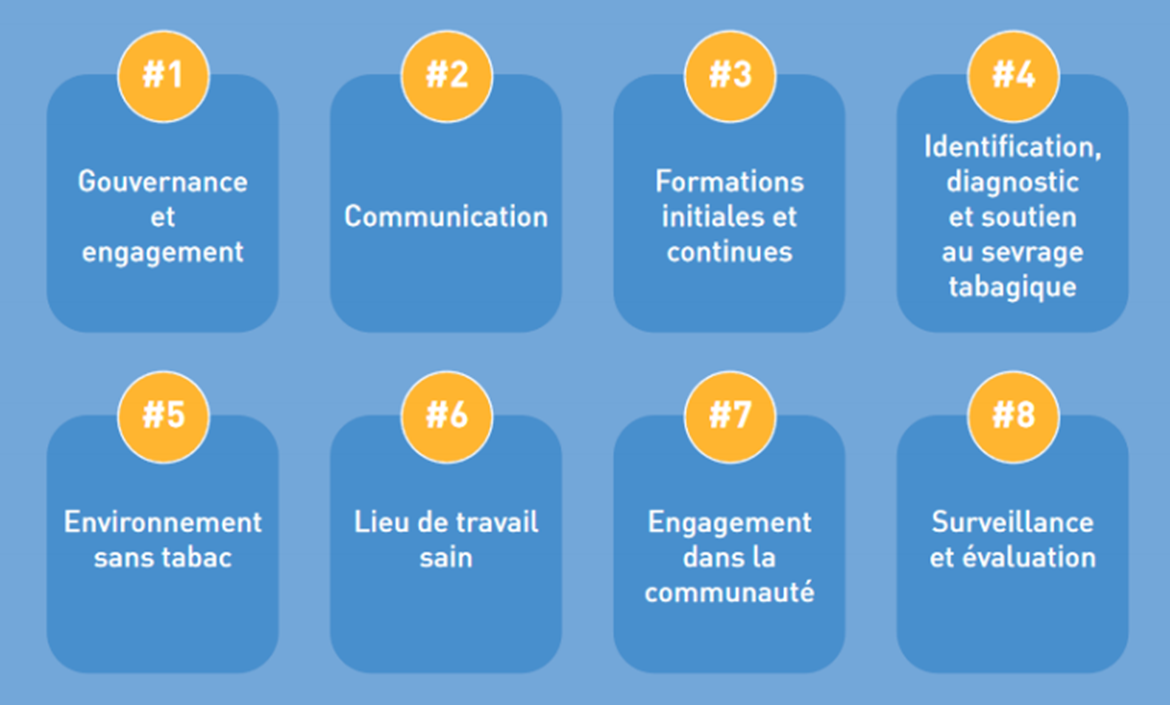 #1
Gouvernance
et
engagement
#2
Communication
#3
Formations
initiales et
continues
#4
Identification,
diagnostic
et soutien
au sevrage
tabagique
#5
Environnement
sans tabac
#6
Lieu de travail
sain
#7
Engagement
dans la
communauté
#8
Surveillance
et évaluation